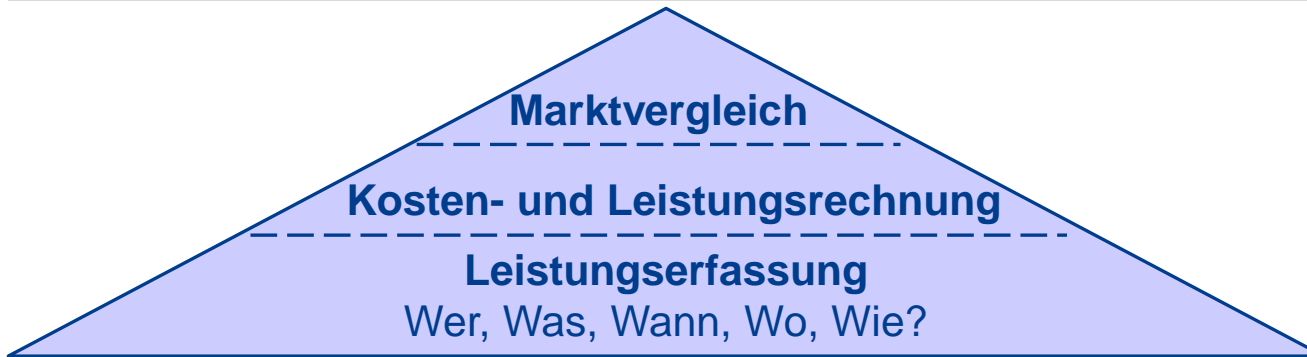 Marktvergleich
Kosten- und Leistungsrechnung
Leistungserfassung
Wer, Was, Wann, Wo, Wie?